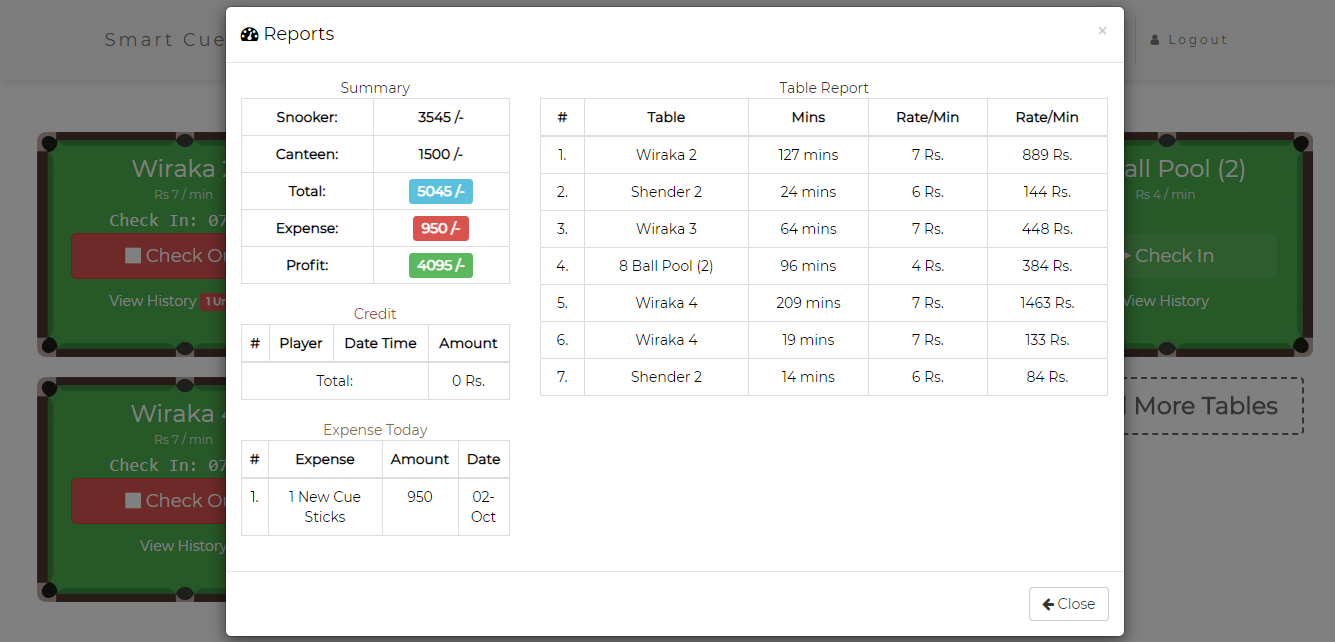 Smart Cue
Reports
×
Logout
Summary
Snooker: 3545 /-
Canteen: 1500 /-
Total: 5045 /-
Expense: 950 /-
Profit: 4095 /-
Credit
# Player Date Time Amount
Total: 0 Rs.
Expense Today
# Expense Amount Date
1. 1 New Cue 950 02-
Sticks Oct
Table Report
# Table Mins Rate/Min Rate/Min
1. Wiraka 2 127 mins 7 Rs. 889 Rs.
2. Shender 2 24 mins 6 Rs. 144 Rs.
3. Wiraka 3 64 mins 7 Rs. 448 Rs.
4. 8 Ball Pool (2) 96 mins 4 Rs. 384 Rs.
5. Wiraka 4 209 mins 7 Rs. 1463 Rs.
6. Wiraka 4 19 mins 7 Rs. 133 Rs.
7. Shender 2 14 mins 6 Rs. 84 Rs.
Close
Wiraka
Rs 7 / min
Check In: 07
Check
View History 1
Wiraka
Rs 7 / min
Check In: 07
Check
View History
Pool (2)
Rs 4 / min
Check In
View History
More Tables